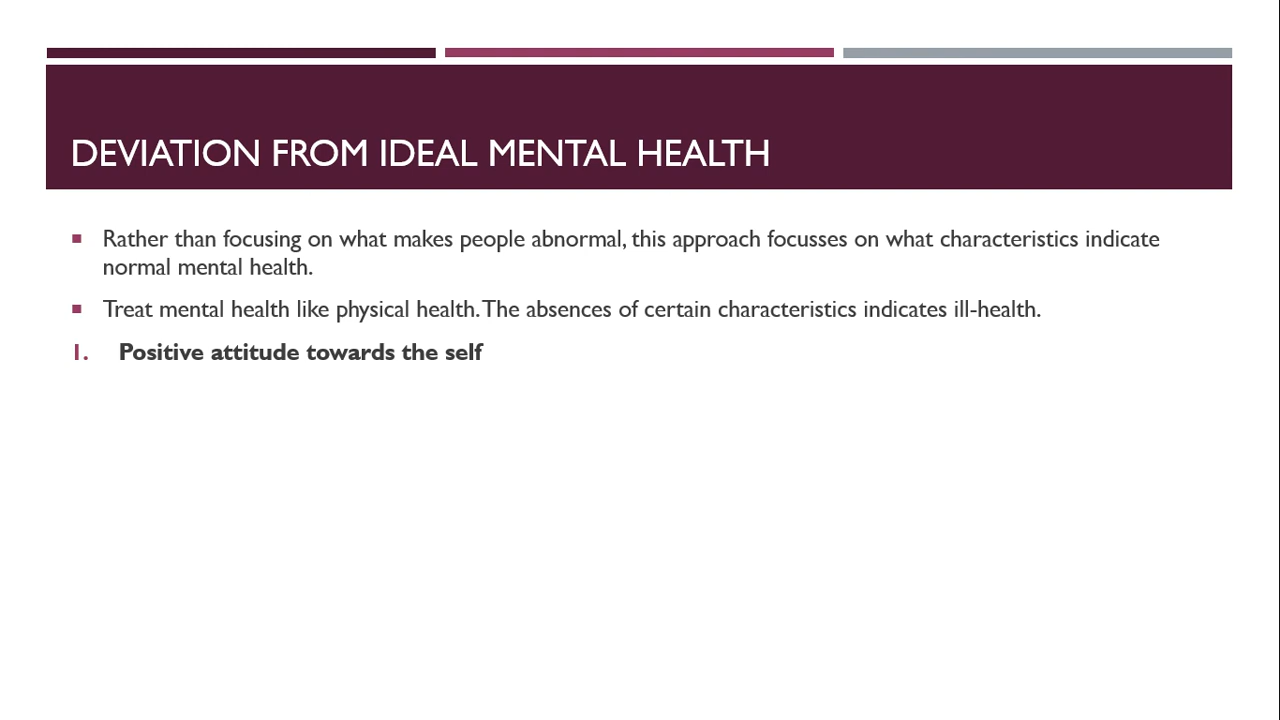 DEVIATION FROM IDEAL MENTAL HEALTH
▪ Rather than focusing on what makes people abnormal, this approach focusses on what characteristics indicate
normal mental health.
▪ Treat mental health like physical health. The absences of certain characteristics indicates ill-health.
1. Positive attitude towards the self